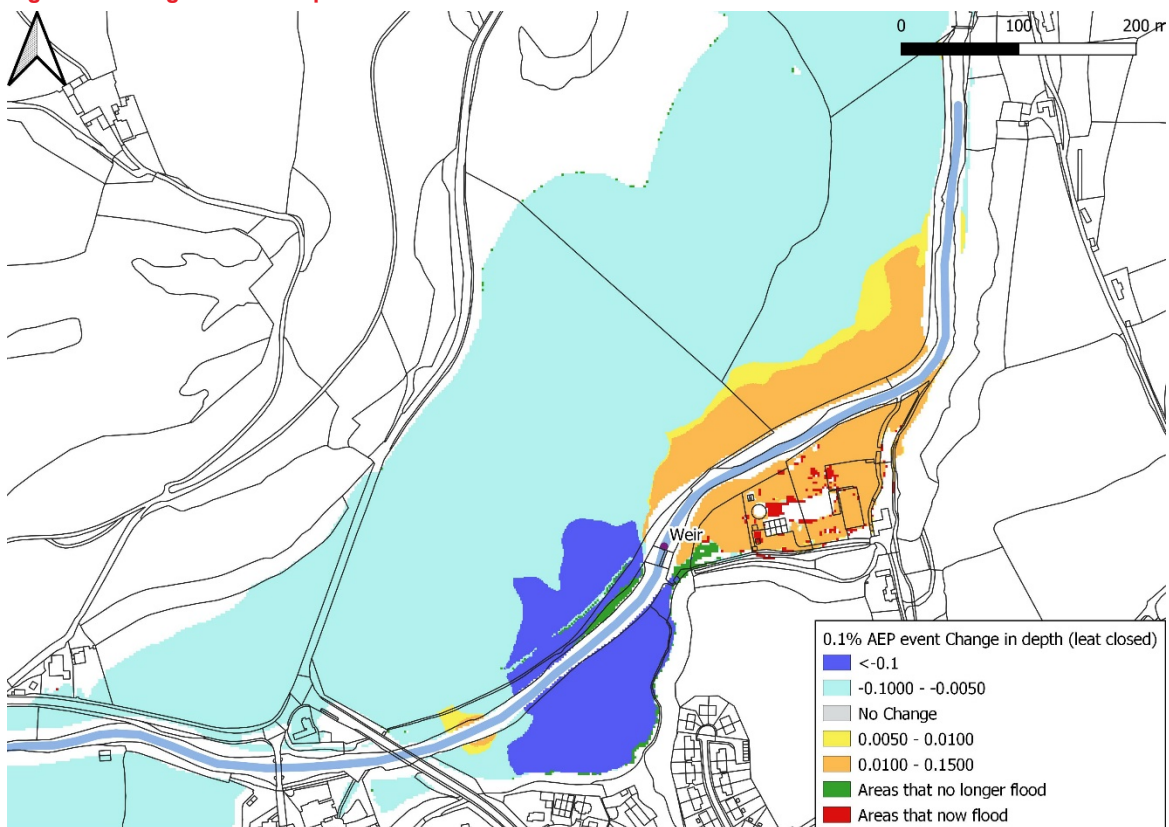 0
100
200 m
Weir
0.1% AEP event Change in depth (leat closed)
<-0.1
-0.1000 - -0.0050
No Change
0.0050 - 0.0100
0.0100 - 0.1500
Areas that no longer flood
Areas that now flood